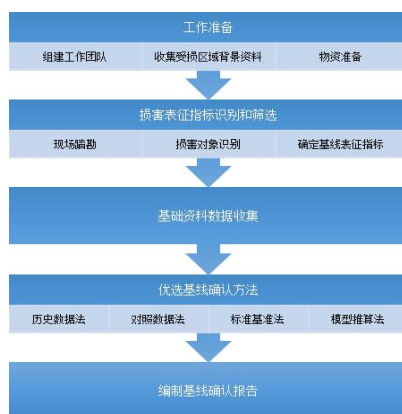 工作准备
组建工作团队 收集受损区域背景资料 物资准备
损害表征指标识别和筛选
现场踏勘 损害对象识别 确定基线表征指标
基础资料数据收集
优选基线确认方法
历史数据法 对照数据法 标准基准法 模型推算法
编制基线确认报告